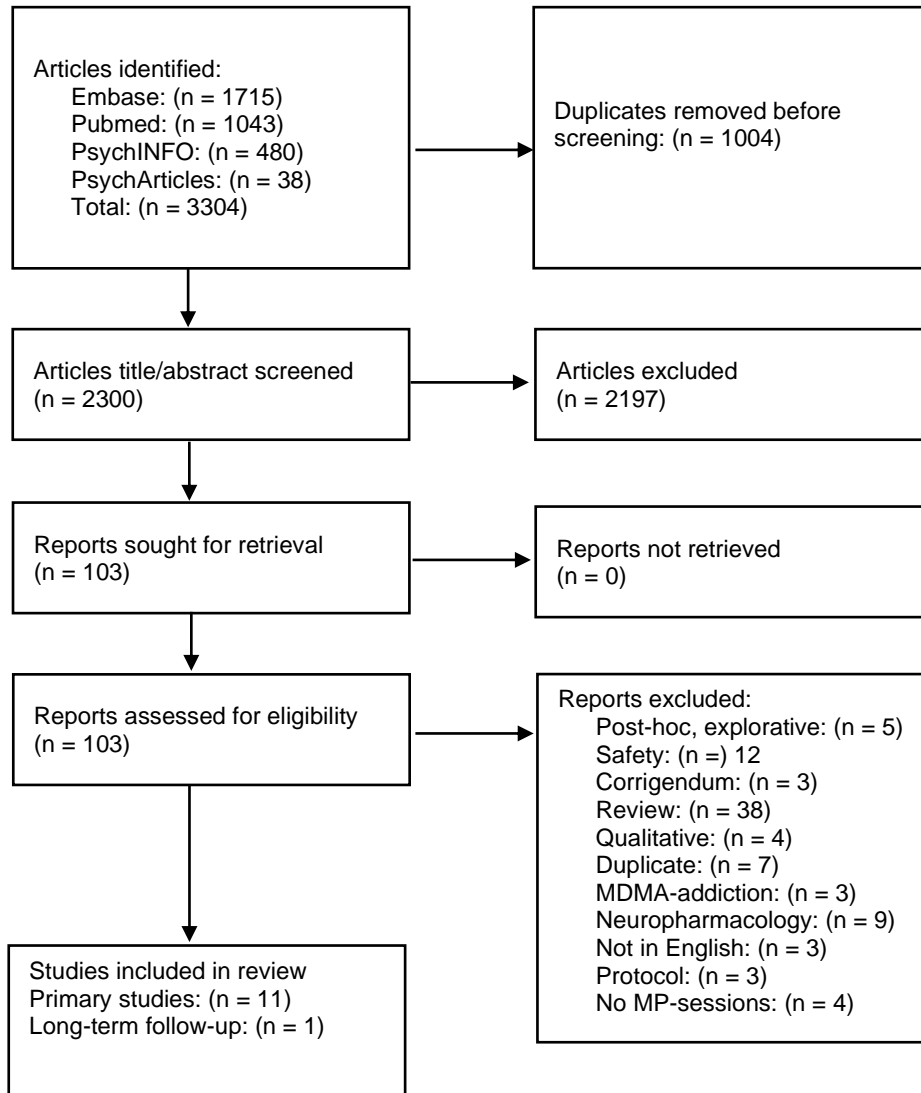 Articles identified:
Embase: (n = 1715)
Pubmed: (n = 1043)
PsychINFO: (n = 480)
PsychArticles: (n = 38)
Total: (n = 3304)
Duplicates removed before
screening: (n = 1004)
Articles title/abstract screened
(n = 2300)
Articles excluded
(n = 2197)
Reports sought for retrieval
(n = 103)
Reports not retrieved
(n = 0)
Reports assessed for eligibility
(n = 103)
Reports excluded:
Post-hoc, explorative: (n = 5)
Safety: (n =) 12
Corrigendum: (n = 3)
Review: (n = 38)
Qualitative: (n = 4)
Duplicate: (n = 7)
MDMA-addiction: (n = 3)
Neuropharmacology: (n = 9)
Not in English: (n = 3)
Protocol: (n = 3)
No MP-sessions: (n = 4)
Studies included in review
Primary studies: (n = 11)
Long-term follow-up: (n = 1)